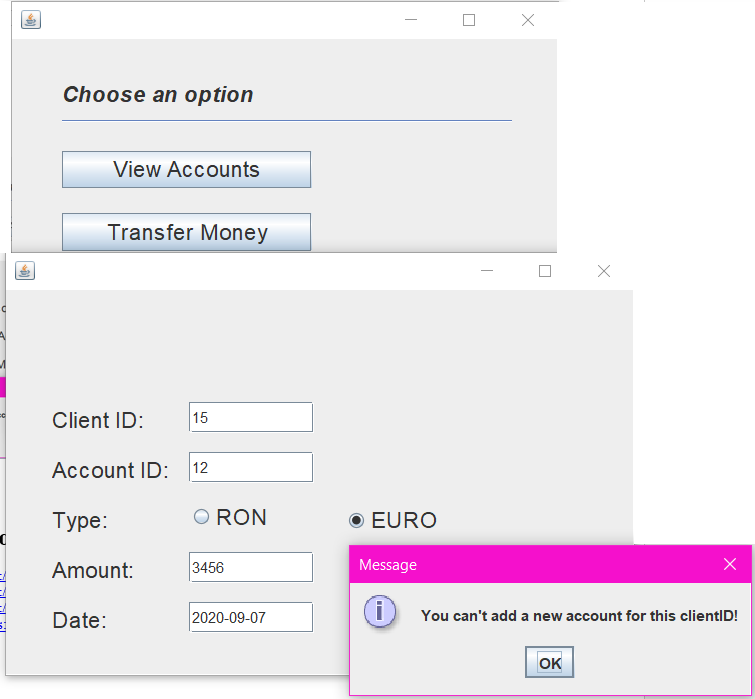 Choose an option
View Accounts
Transfer Money
Client ID: 15
Account ID: 12
Type: RON EURO
Amount: 3456
Date: 2020-09-07
Message
You can't add a new account for this clientID!
OK